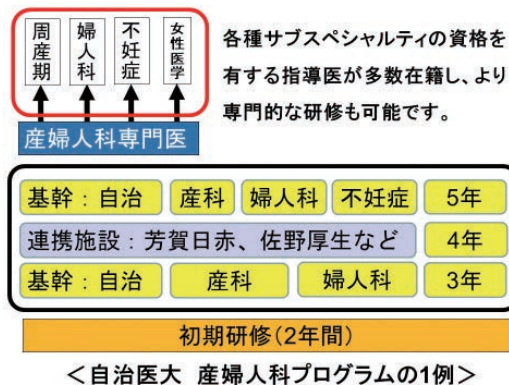 周産期
婦人科
不妊症
女性医学
各種サブスペシャルティの資格を
有する指導医が多数在籍し、より
専門的な研修も可能です。
産婦人科専門医
基幹：自治 産科 婦人科 不妊症 5年
連携施設：芳賀日赤、佐野厚生など 4年
基幹：自治 産科 婦人科 3年
初期研修（2年間）
＜自治医大 産婦人科プログラムの1例＞